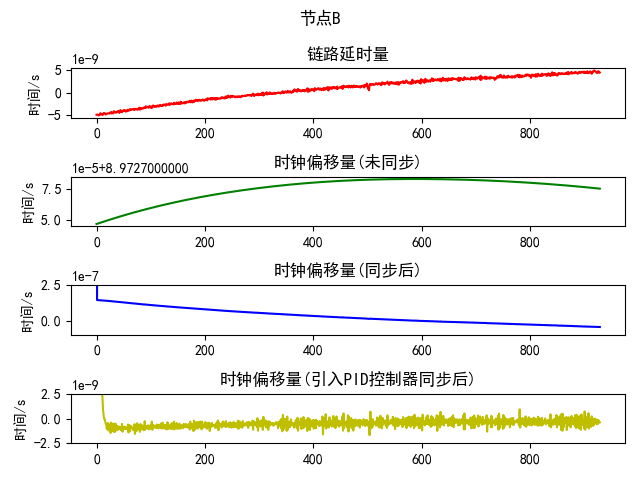 节点B
链路延时量
1e-9
时间/s
5
0
−5
0 200 400 600 800
时钟偏移量(未同步)
1e-5+8.9727000000
时间/s
7.5
5.0
0 200 400 600 800
时钟偏移量(同步后)
1e-7
时间/s
2.5
0.0
0 200 400 600 800
时钟偏移量(引入PID控制器同步后)
1e-9
时间/s
2.5
0.0
−2.5
0 200 400 600 800